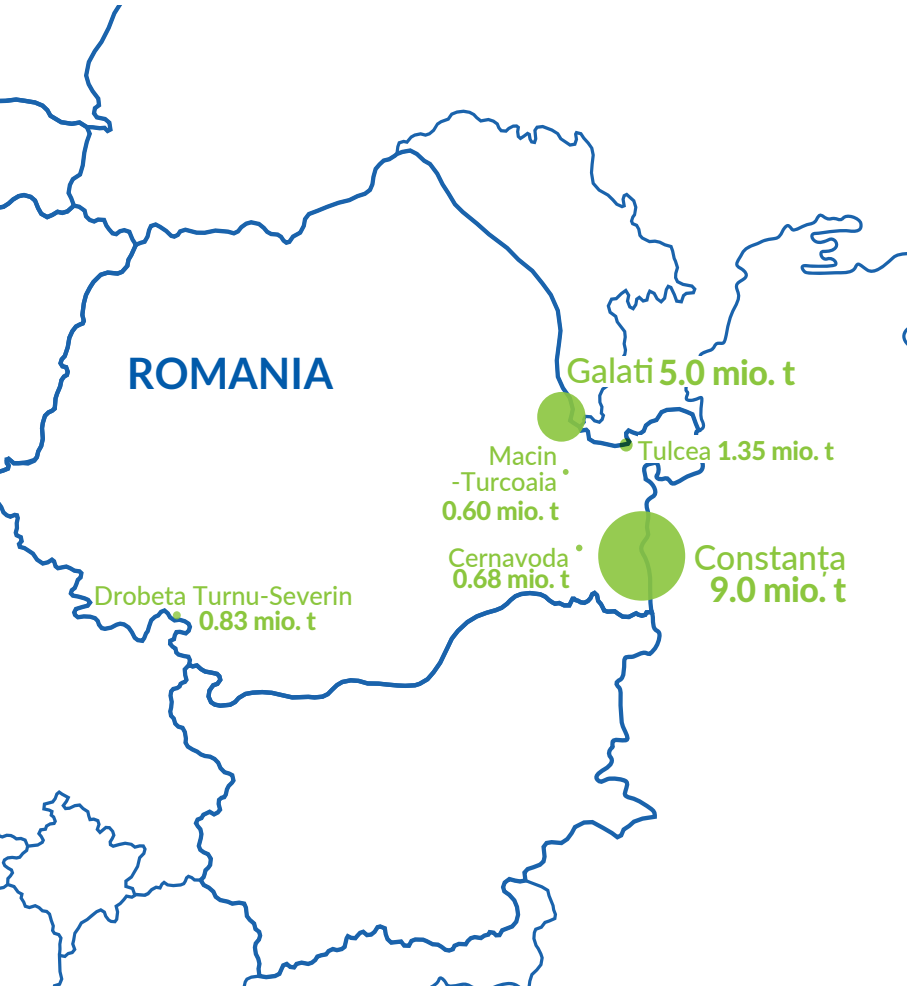 ROMANIA
Galati 5.0 mio. t
Tulcea 1.35 mio. t
Macin
-Turcoaia
0.60 mio. t
Cernavoda
0.68 mio. t
Constanța
9.0 mio. t
Drobeta Turnu-Severin
0.83 mio. t